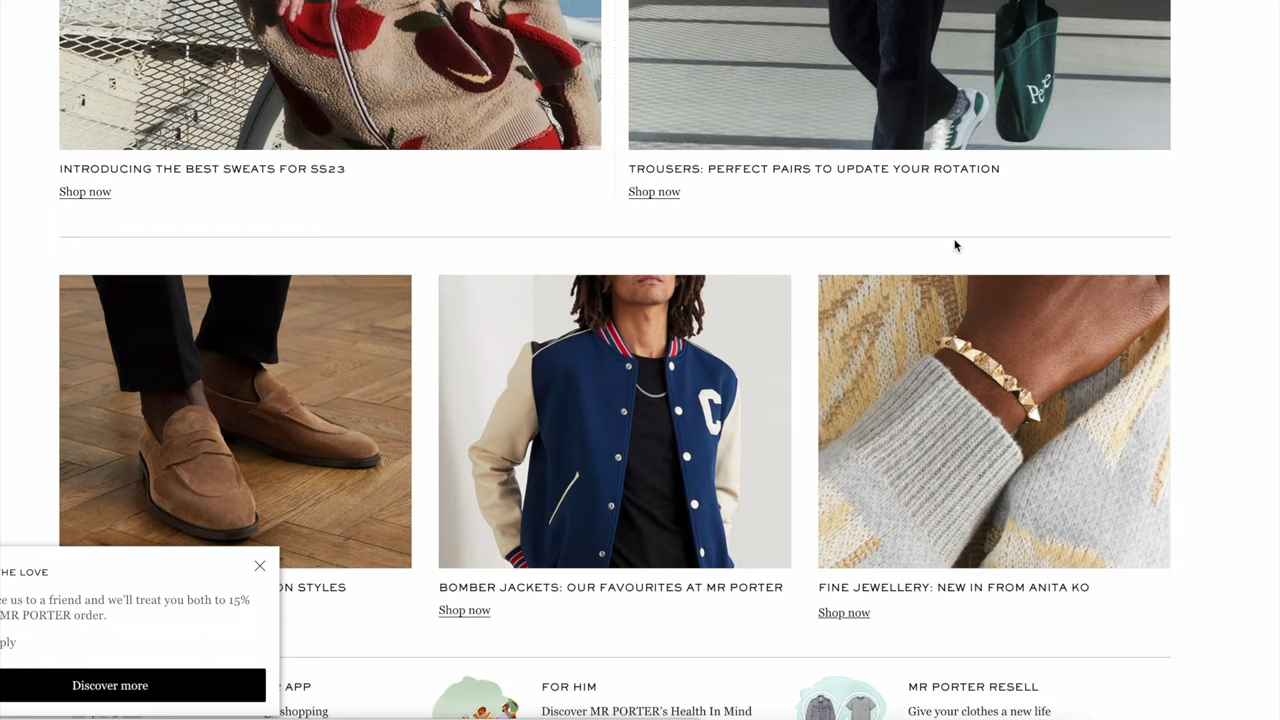 INTRODUCING THE BEST SWEATS FOR SS23
Shop now
TROUSERS: PERFECT PAIRS TO UPDATE YOUR ROTATION
Shop now
C
STYLES
BOMBER JACKETS: OUR FAVOURITES AT MR PORTER
Shop now
FINE JEWELLERY: NEW IN FROM ANITA KO
Shop now
LOVE
us to a friend and we'll treat you both to 15%
MR PORTER order.
Discover more
APP
shopping
FOR HIM
Discover MR PORTER's Health In Mind
MR PORTER RESELL
Give your clothes a new life